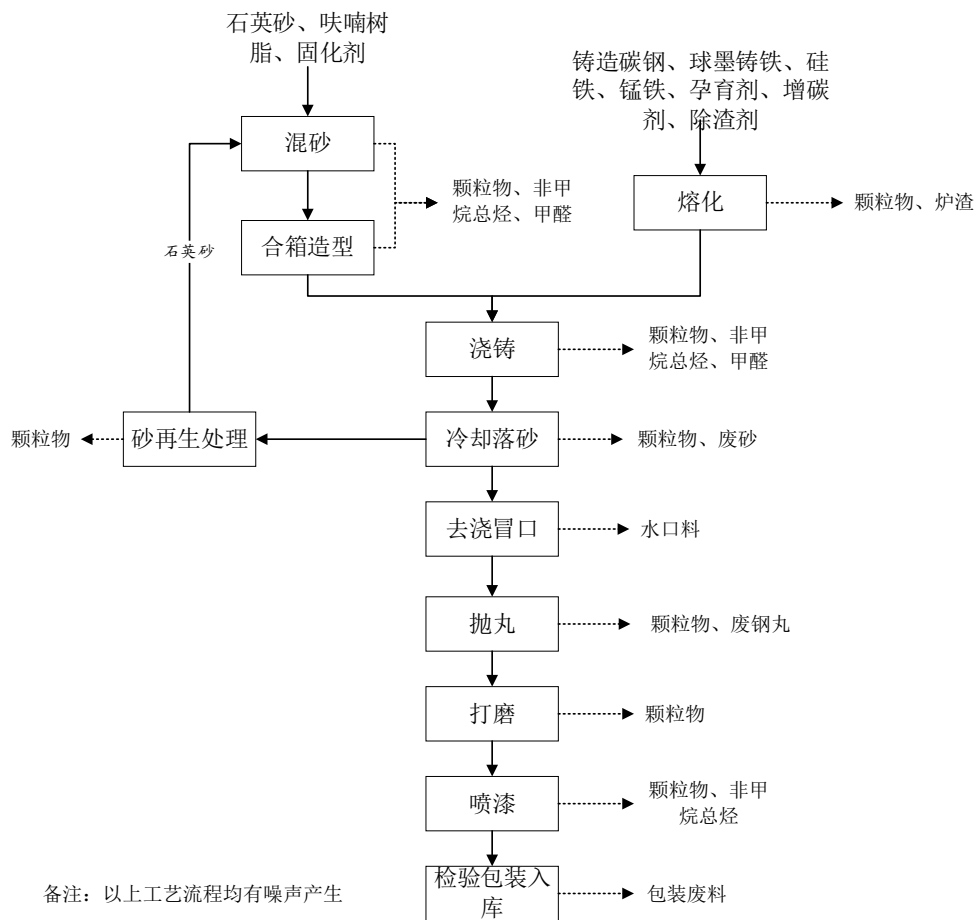 石英砂、呋喃树
脂、固化剂
铸造碳钢、球墨铸铁、硅
铁、锰铁、孕育剂、增碳
剂、除渣剂
混砂
颗粒物、非甲
烷总烃、甲醛
熔化
颗粒物、炉渣
合箱造型
石英砂
浇铸
颗粒物、非甲
烷总烃、甲醛
颗粒物
砂再生处理
冷却落砂
颗粒物、废砂
去浇冒口
水口料
抛丸
颗粒物、废钢丸
打磨
颗粒物
喷漆
颗粒物、非甲
烷总烃
检验包装入
库
包装废料
备注：以上工艺流程均有噪声产生